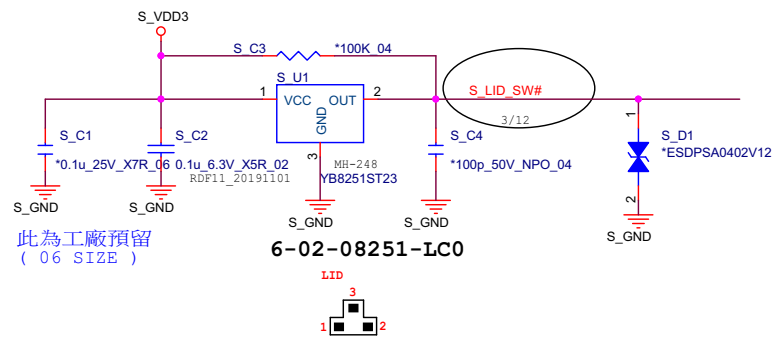 S_VDD3
S_C3
*100K_04
S_U1
1
VCC
OUT
2
GND
3
S_LID_SW#
3/12
S_C1
*0.1u_25V_X7R_06
S_C2
0.1u_6.3V_X5R_02
RDF11_20191101
MH-248
YB8251ST23
S_C4
*100p_50V_NPO_04
1
S_D1
*ESDPSA0402V12
2
S_GND
S_GND
S_GND
S_GND
S_GND
此為工廠預留
( 06 SIZE )
6-02-08251-LC0
LID
3
1
2